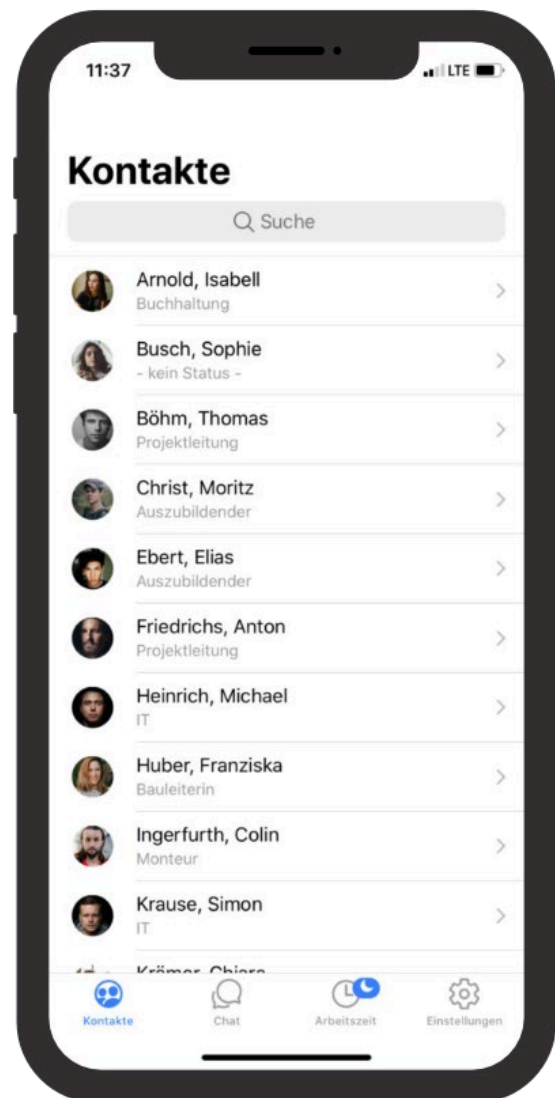 11:37
LTE
Kontakte
Suche
Arnold, Isabell
Buchhaltung
Busch, Sophie
- kein Status -
Böhm, Thomas
Projektleitung
Christ, Moritz
Auszubildender
Ebert, Elias
Auszubildender
Friedrichs, Anton
Projektleitung
Heinrich, Michael
IT
Huber, Franziska
Bauleiterin
Ingerfurth, Colin
Monteur
Krause, Simon
IT
Krämer, Chiara
Kontakte
Chat
Arbeitszeit
Einstellungen